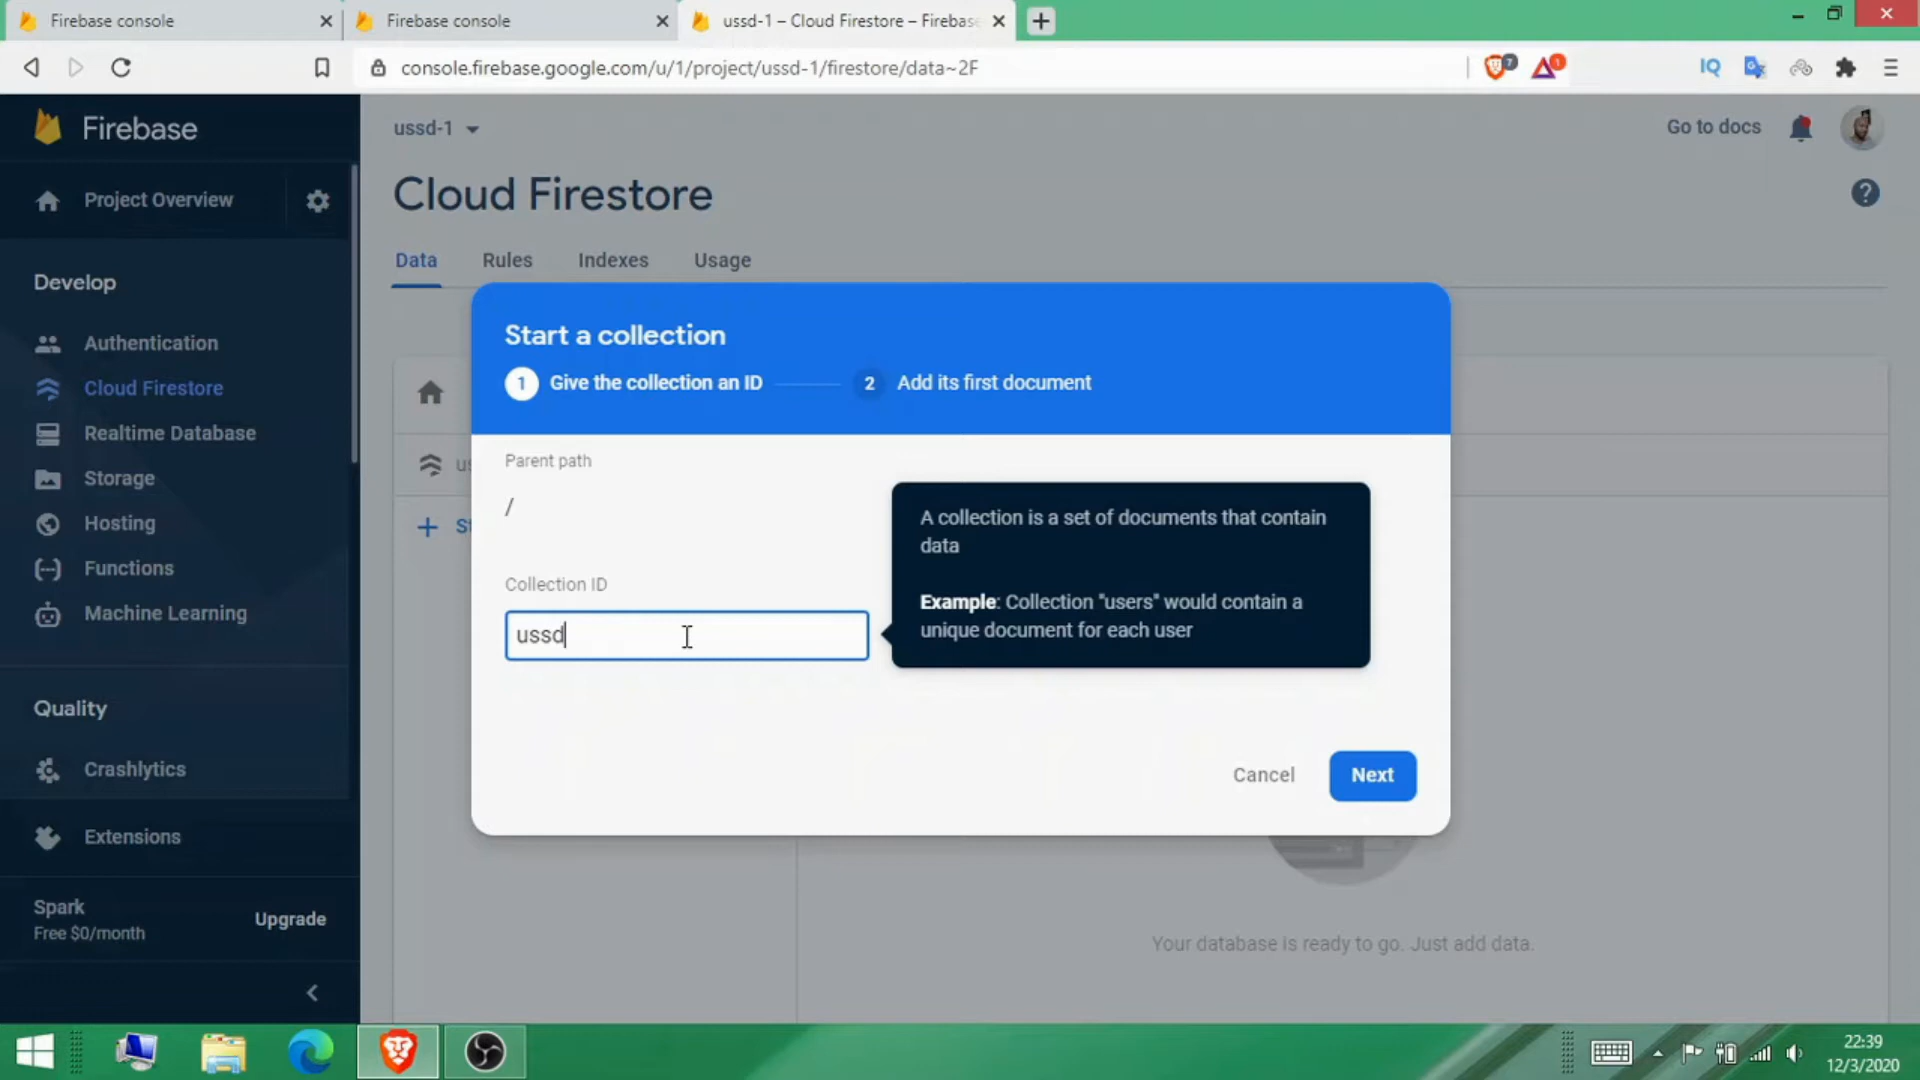 Firebase console
Firebase console
ussd-1 – Cloud Firestore – Firebase
console.firebase.google.com/u/1/project/ussd-1/firestore/data~2F
7
1
IQ
Firebase
ussd-1
Go to docs
Project Overview
Cloud Firestore
?
Data
Rules
Indexes
Usage
Develop
Authentication
Cloud Firestore
Realtime Database
Storage
Hosting
Functions
Machine Learning
Quality
Crashlytics
Extensions
Spark
Free $0/month
Upgrade
Start a collection
1 Give the collection an ID
2 Add its first document
Parent path
/
Collection ID
ussd
A collection is a set of documents that contain
data
Example: Collection "users" would contain a
unique document for each user
Cancel
Next
us
+ St
Your database is ready to go. Just add data.
22:39
12/3/2020